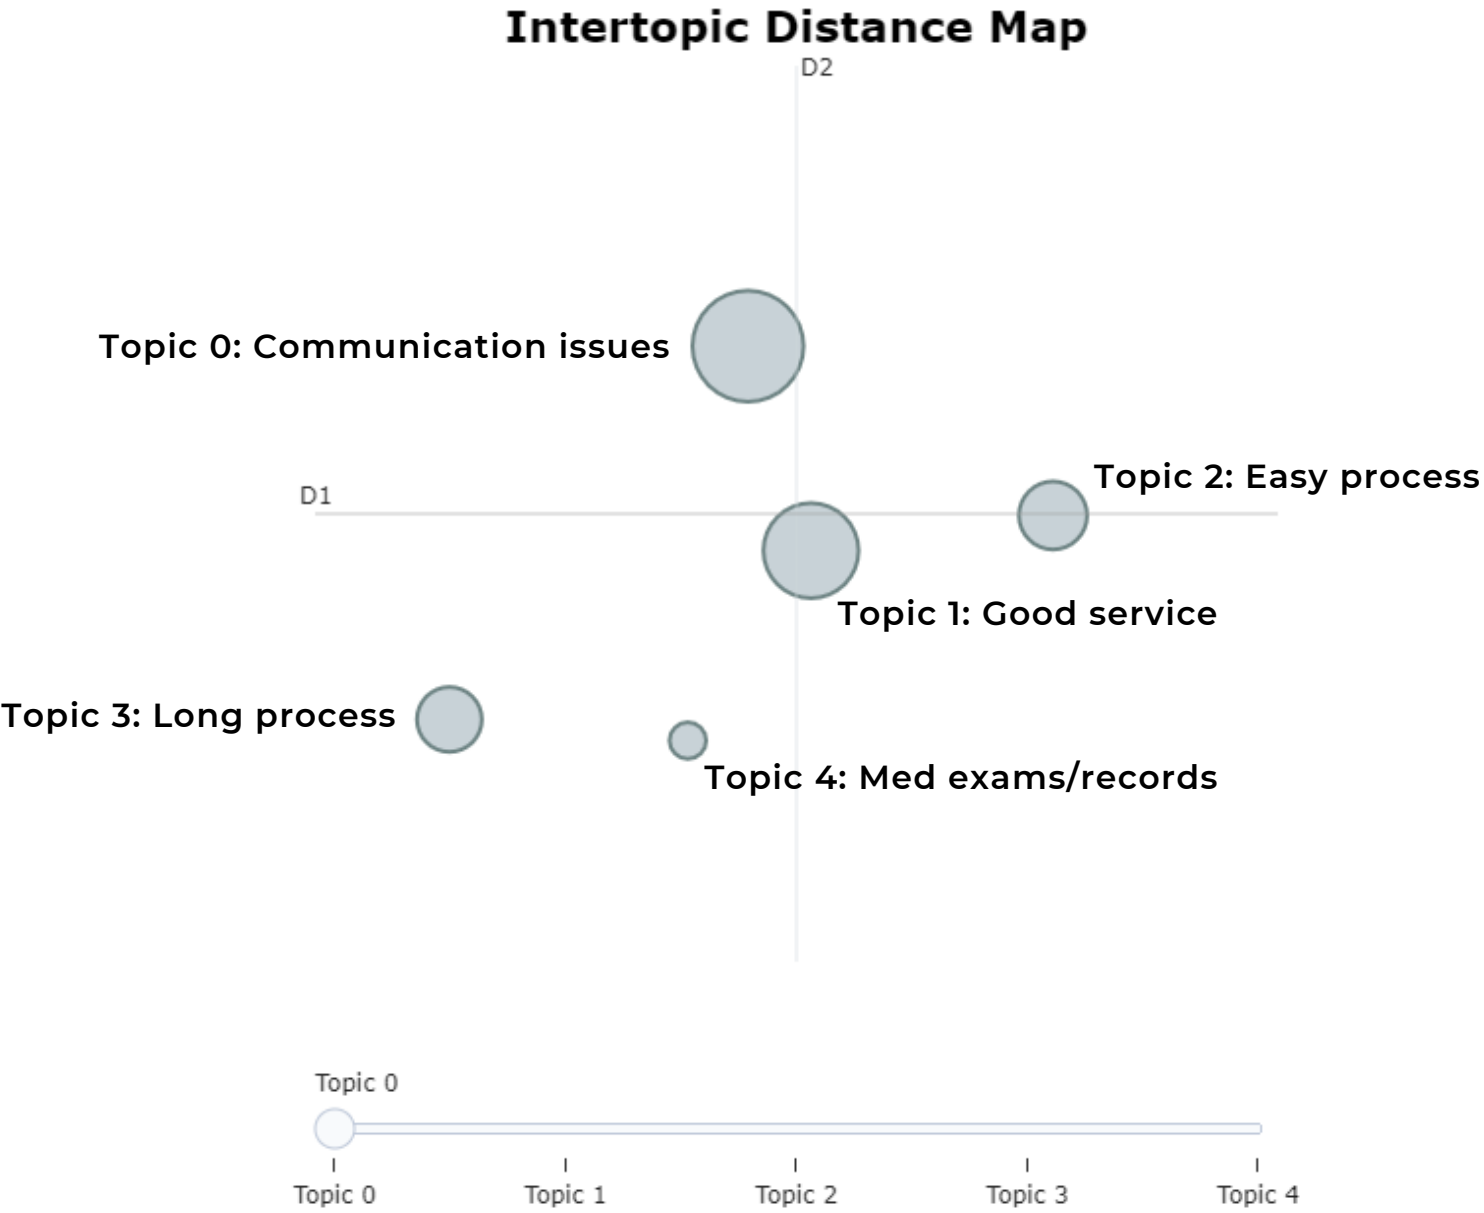 Intertopic Distance Map
D2
Topic 0: Communication issues
Topic 2: Easy process
D1
Topic 1: Good service
Topic 3: Long process
Topic 4: Med exams/records
Topic 0
Topic 0 Topic 1 Topic 2 Topic 3 Topic 4